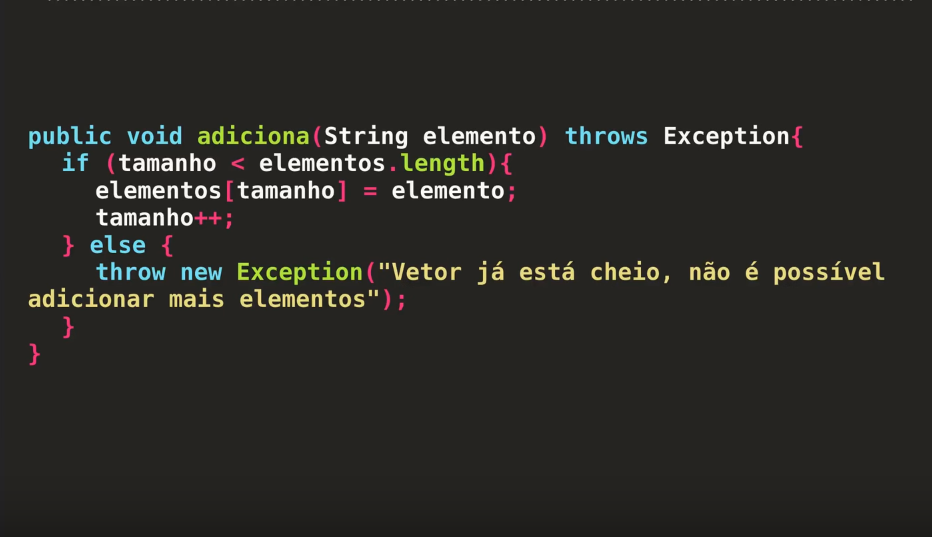 public void adiciona(String elemento) throws Exception{
if (tamanho < elementos.length){
elementos[tamanho] = elemento;
tamanho++;
} else {
throw new Exception("Vetor já está cheio, não é possível
adicionar mais elementos");
}
}